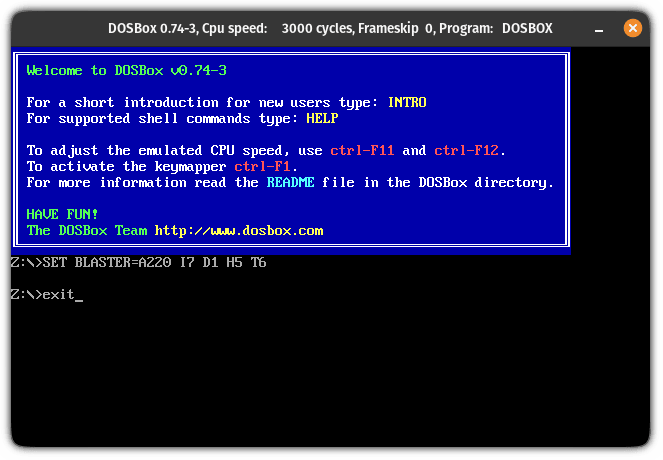 DOSBox 0.74-3, Cpu speed: 3000 cycles, Frameskip 0, Program: DOSBOX
Welcome to DOSBox v0.74-3
For a short introduction for new users type: INTRO
For supported shell commands type: HELP
To adjust the emulated CPU speed, use ctrl-F11 and ctrl-F12.
To activate the keymapper ctrl-F1.
For more information read the README file in the DOSBox directory.
HAVE FUN!
The DOSBox Team http://www.dosbox.com
Z:\>SET BLASTER=A220 I7 D1 H5 T6
Z:\>exit_